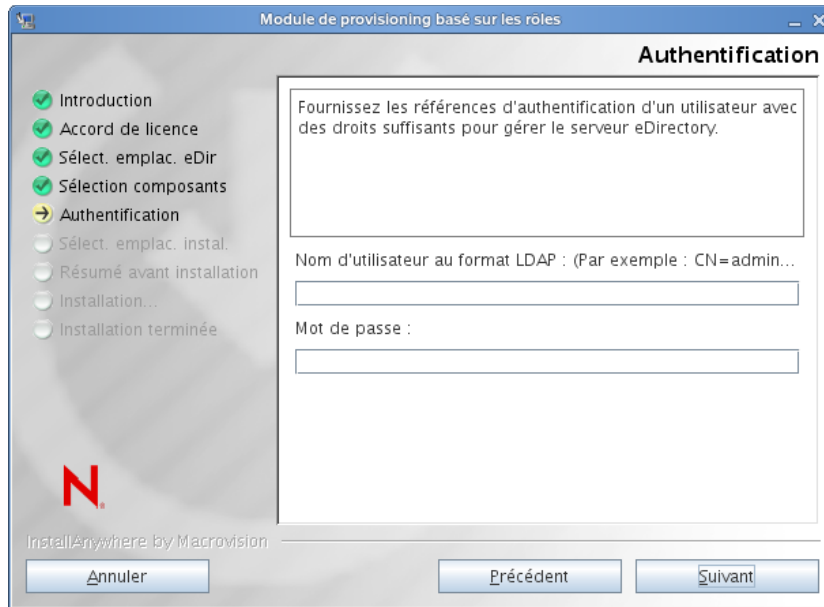 Module de provisioning basé sur les rôles
Authentification
Introduction
Accord de licence
Sélect. emplac. eDir
Sélection composants
Authentification
Sélect. emplac. instal.
Résumé avant installation
Installation...
Installation terminée
Fournissez les références d'authentification d'un utilisateur avec
des droits suffisants pour gérer le serveur eDirectory.
Nom d'utilisateur au format LDAP : (Par exemple : CN=admin...
Mot de passe :
N
InstallAnywhere by Macrovision
Annuler
Précédent
Suivant